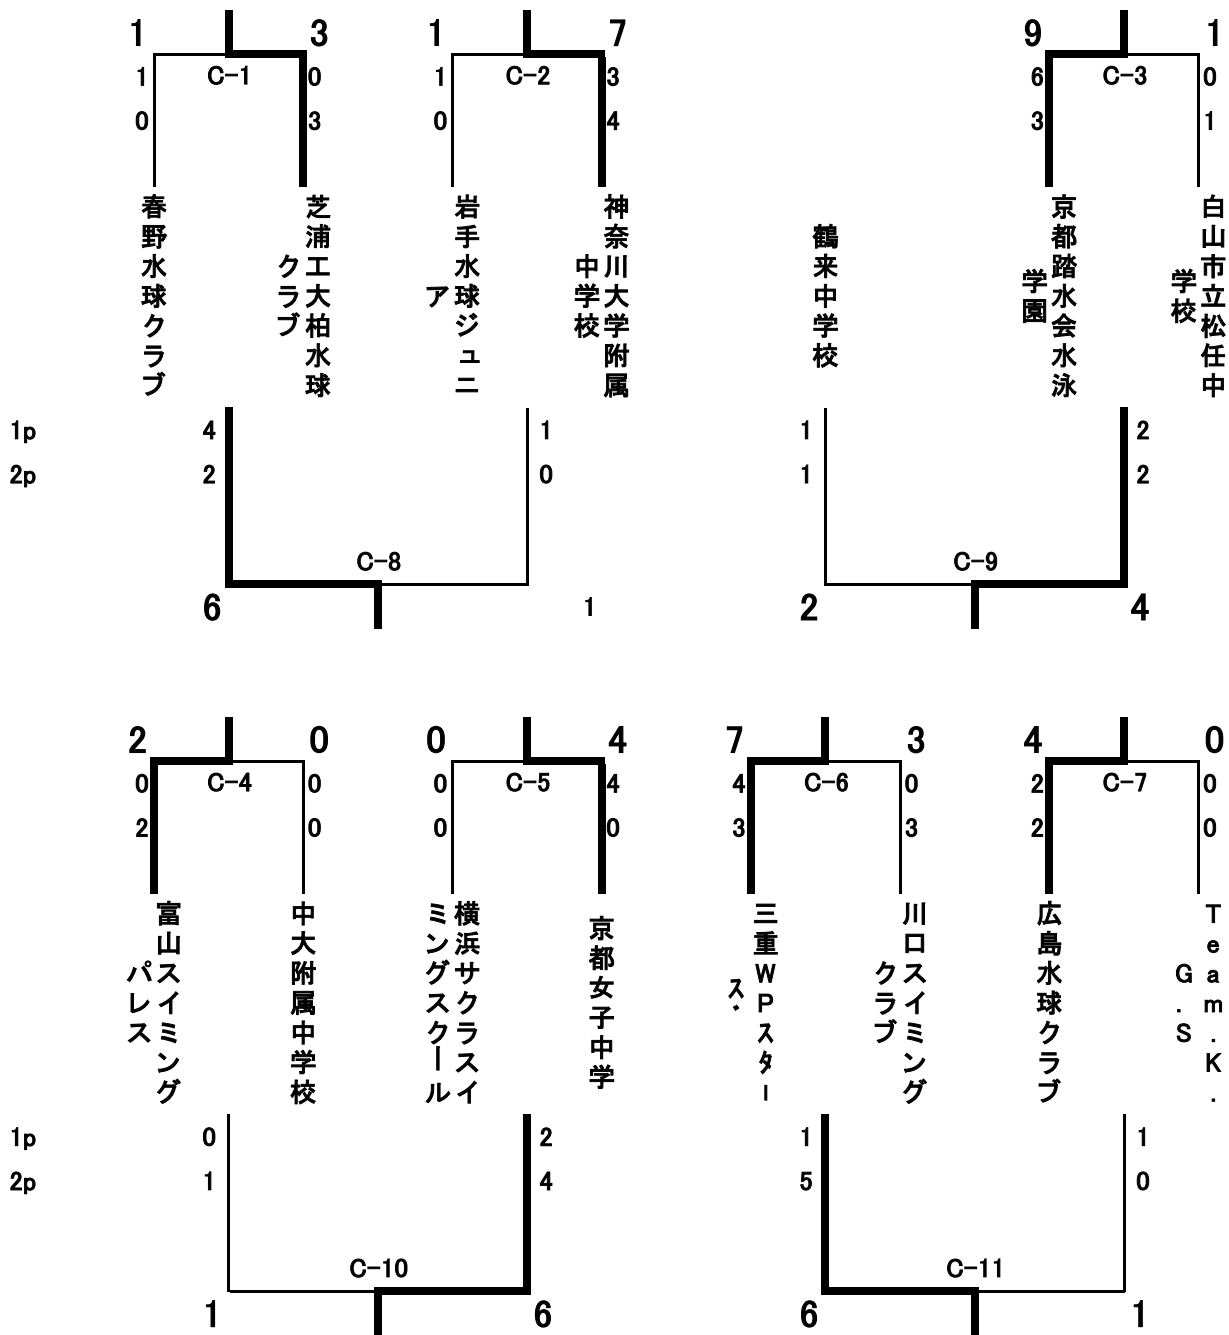 1 3 1 7 9 1
1 C-1 0 1 C-2 3 6 C-3 0
0 3 0 4 3 1
春野水球クラブ
芝浦工大柏水球
クラブ
岩手水球ジュニ
ア
神奈川大学附属
中学校
鶴来中学校
京都踏水会水泳
学園
白山市立松任中
学校
1p 4 1 1 2
2p 2 0 1 2
C-8 C-9
6 1 2 4
2 0 0 4 7 3 4 0
0 C-4 0 0 C-5 4 4 C-6 0 2 C-7 0
2 0 0 0 3 3 2 0
富山スイミング
パレス
中大附属中学校
横浜サクラスイ
ミングスクール
京都女子中学
三重WPスター
ズ
川口スイミング
クラブ
広島水球クラブ
Team.K.
G.S
1p 0 2 1 1
2p 1 4 5 0
C-10 C-11
1 6 6 1